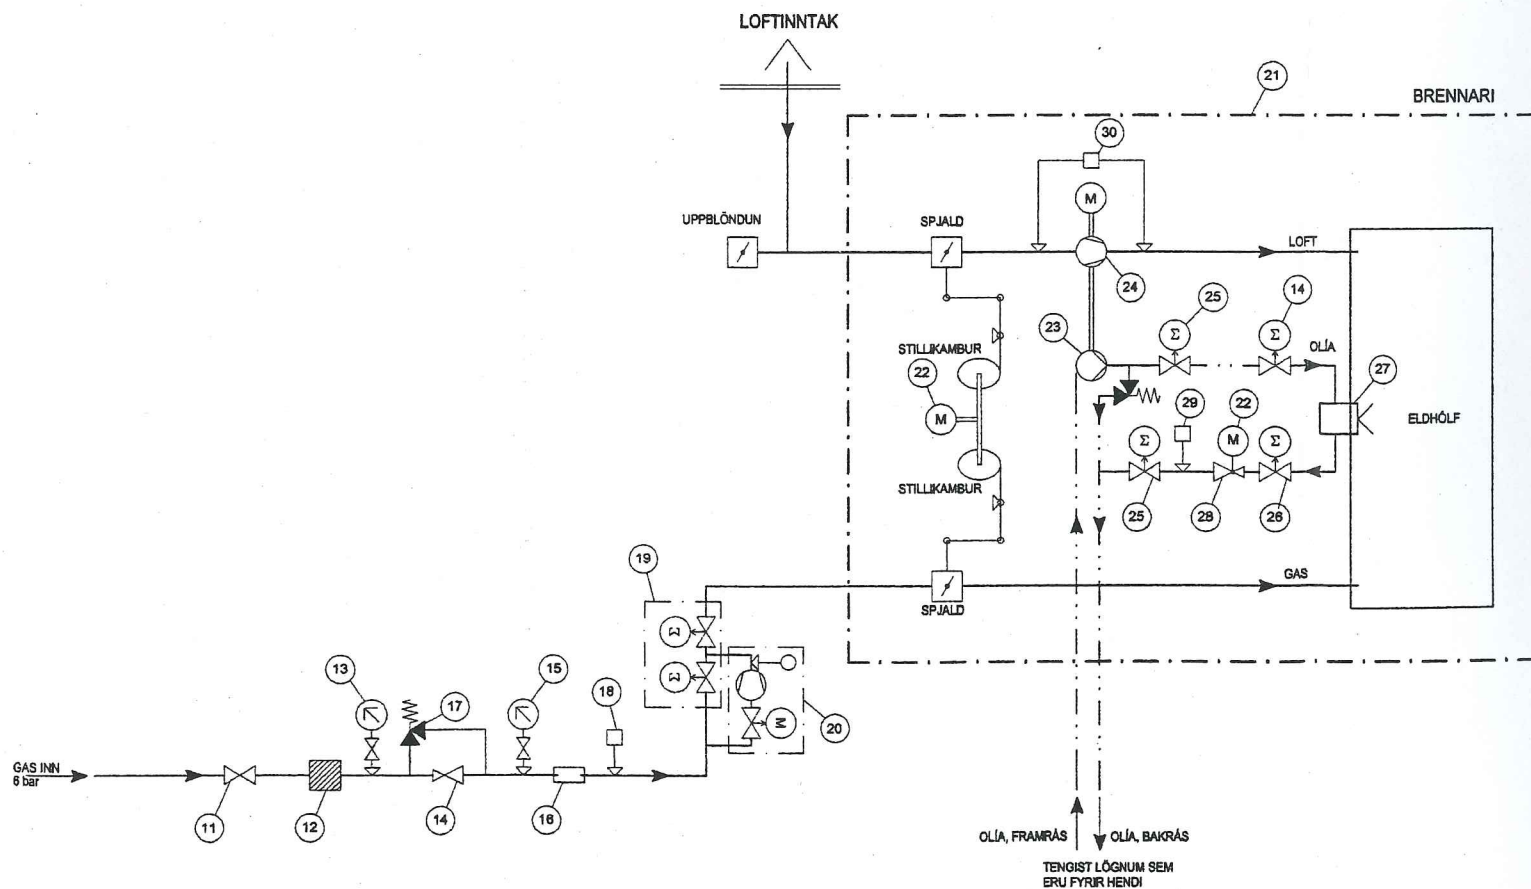 LOFTINNTAK
21
BRENNARI
30
M
UPPBLÖNDUN
SPJALD
LOFT
24
25
14
23
Σ
Σ
OLÍA
STILLIKAMBUR
22
27
29
22
M
Σ
M
Σ
ELDHÓLF
STILLIKAMBUR
25
28
26
19
GAS
SPJALD
Σ
Σ
13
15
18
17
20
M
GAS INN
6 bar
11
12
14
16
OLÍA, FRAMRÁS
OLÍA, BAKRÁS
TENGIST LÖGNUM SEM
ERU FYRIR HENDI